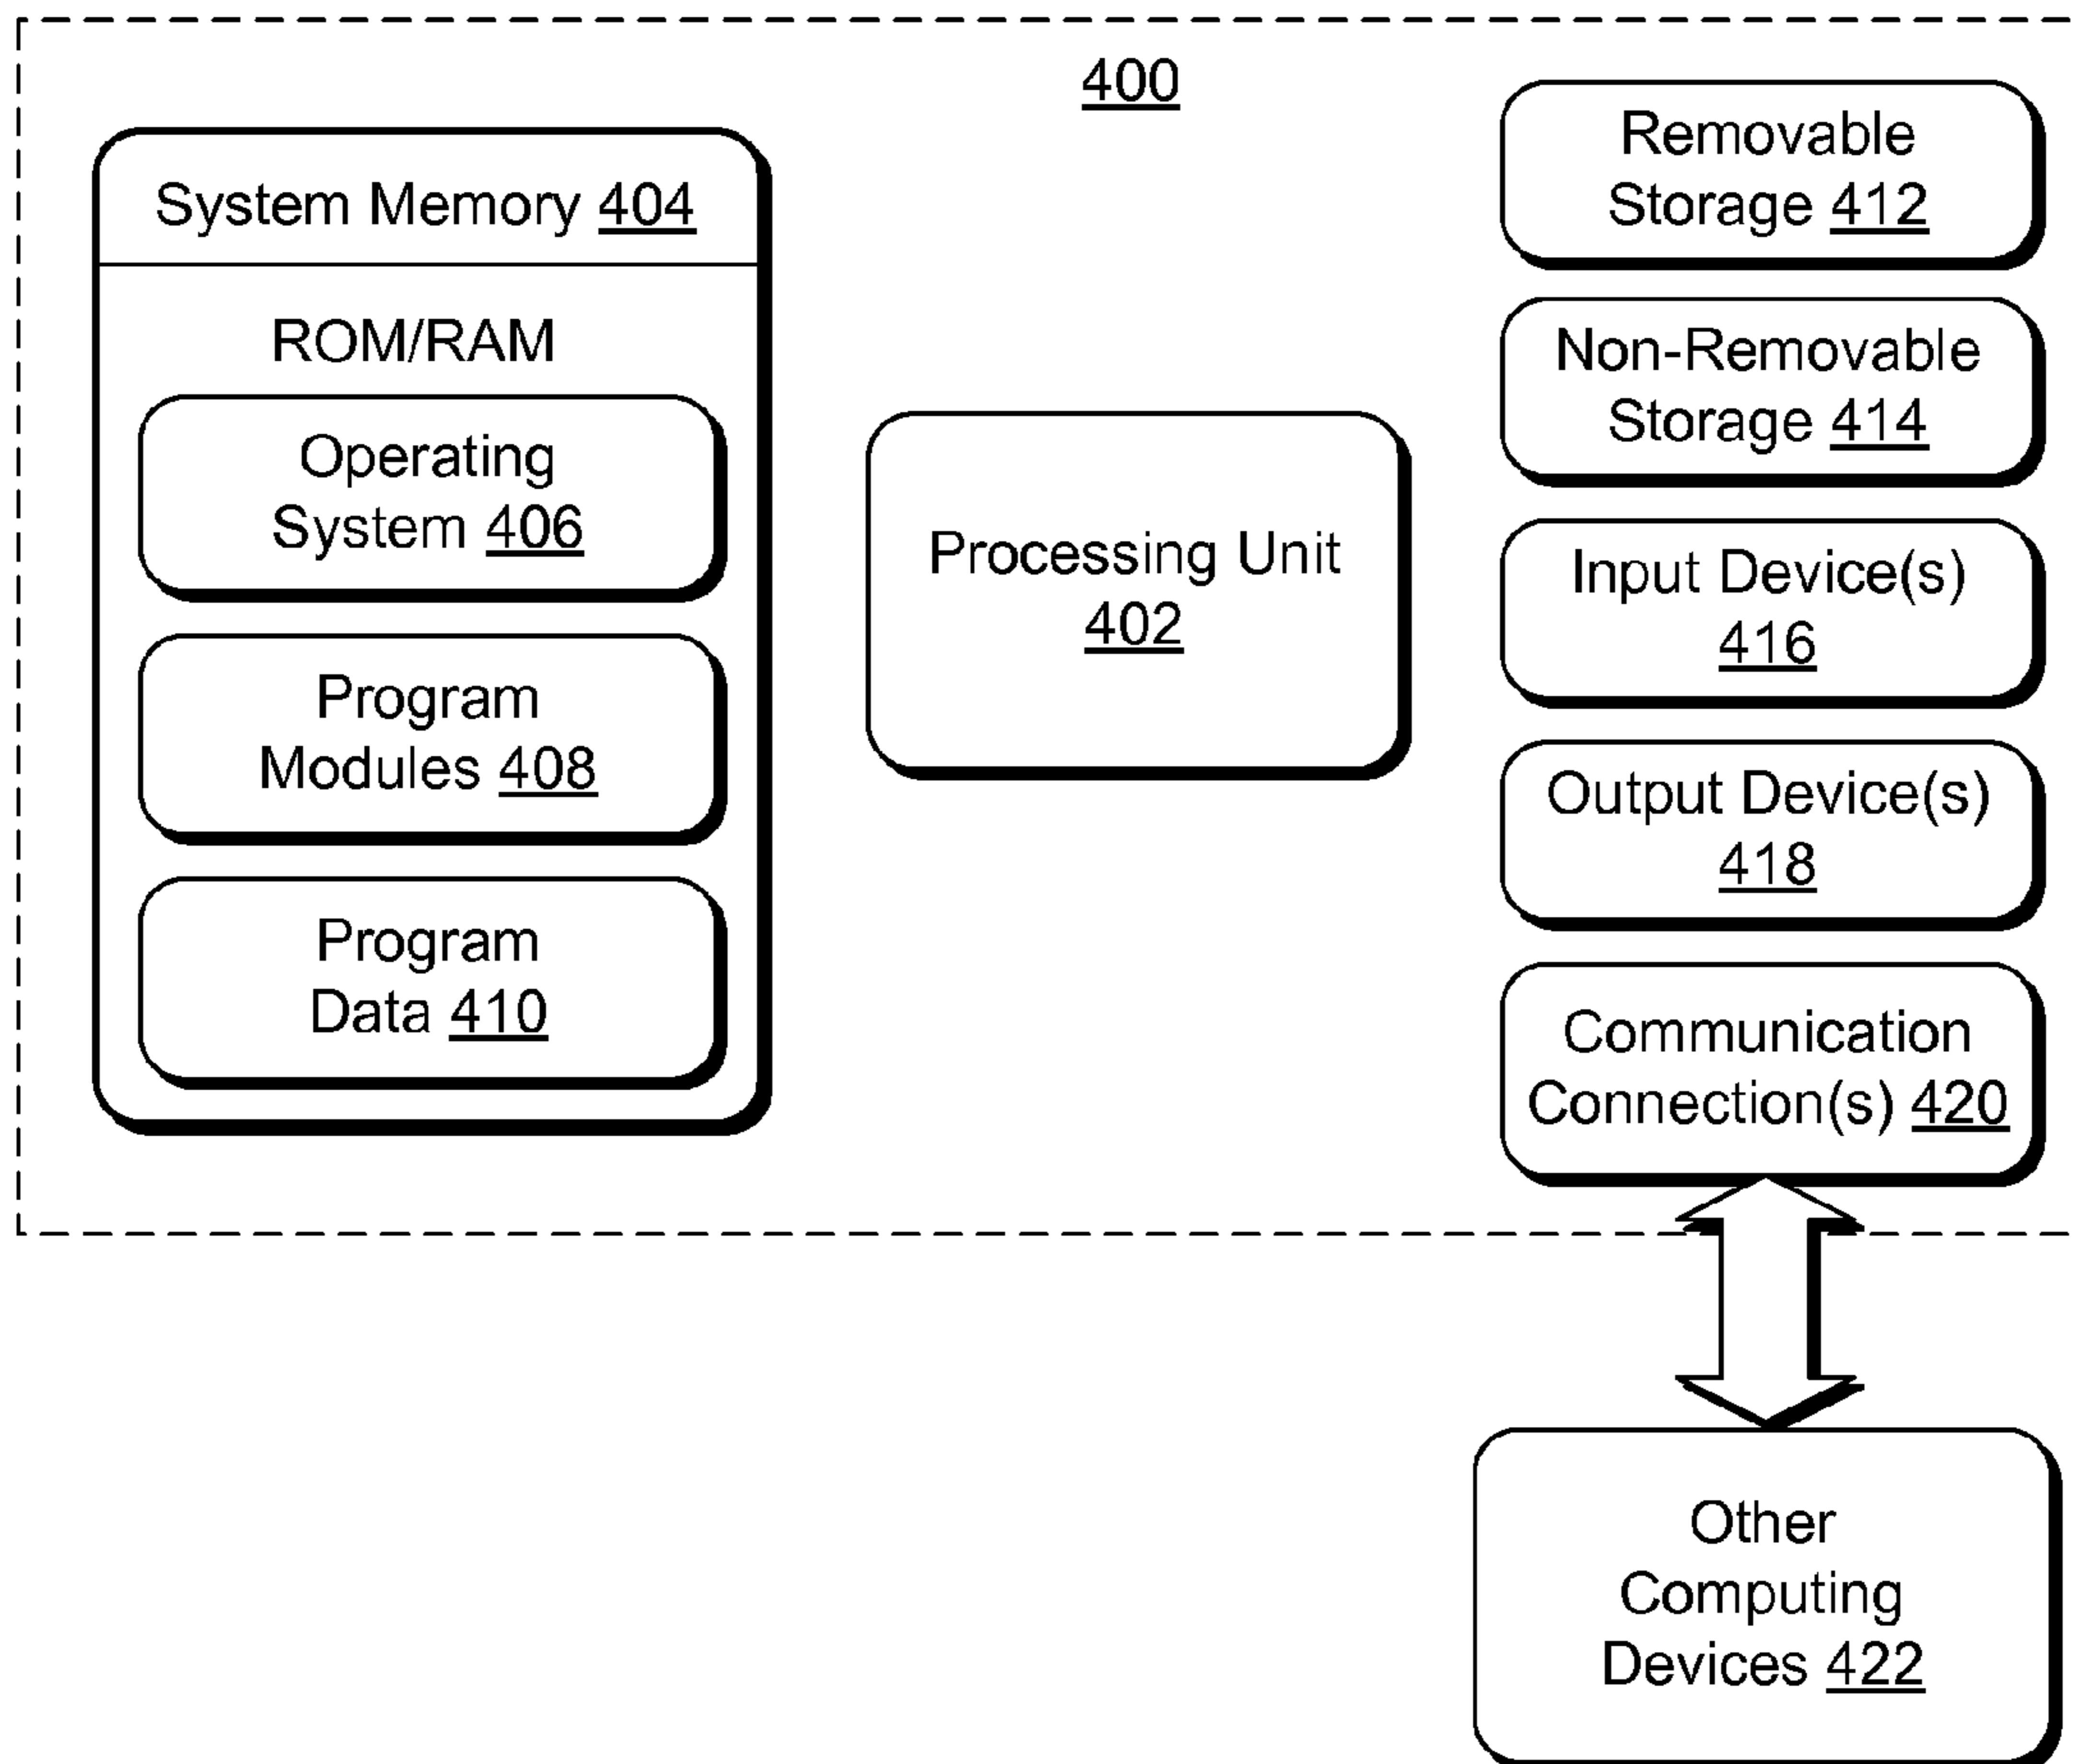 400
System Memory 404
ROM/RAM
Operating
System 406
Program
Modules 408
Program
Data 410
Processing Unit
402
Removable
Storage 412
Non-Removable
Storage 414
Input Device(s)
416
Output Device(s)
418
Communication
Connection(s) 420
Other
Computing
Devices 422